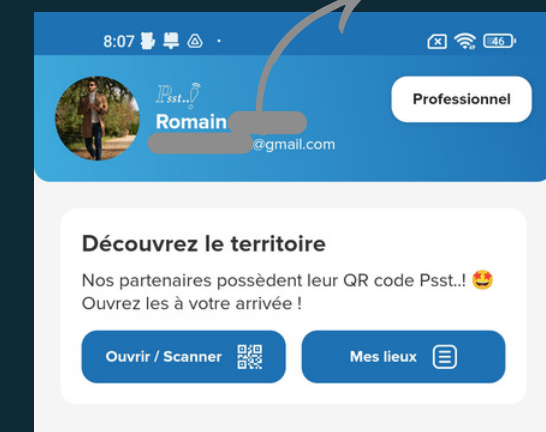 8:07
46
Psst..!
Professionnel
Romain
@gmail.com
Découvrez le territoire
Nos partenaires possèdent leur QR code Psst..! 🤩
Ouvrez les à votre arrivée !
Ouvrir / Scanner
Mes lieux